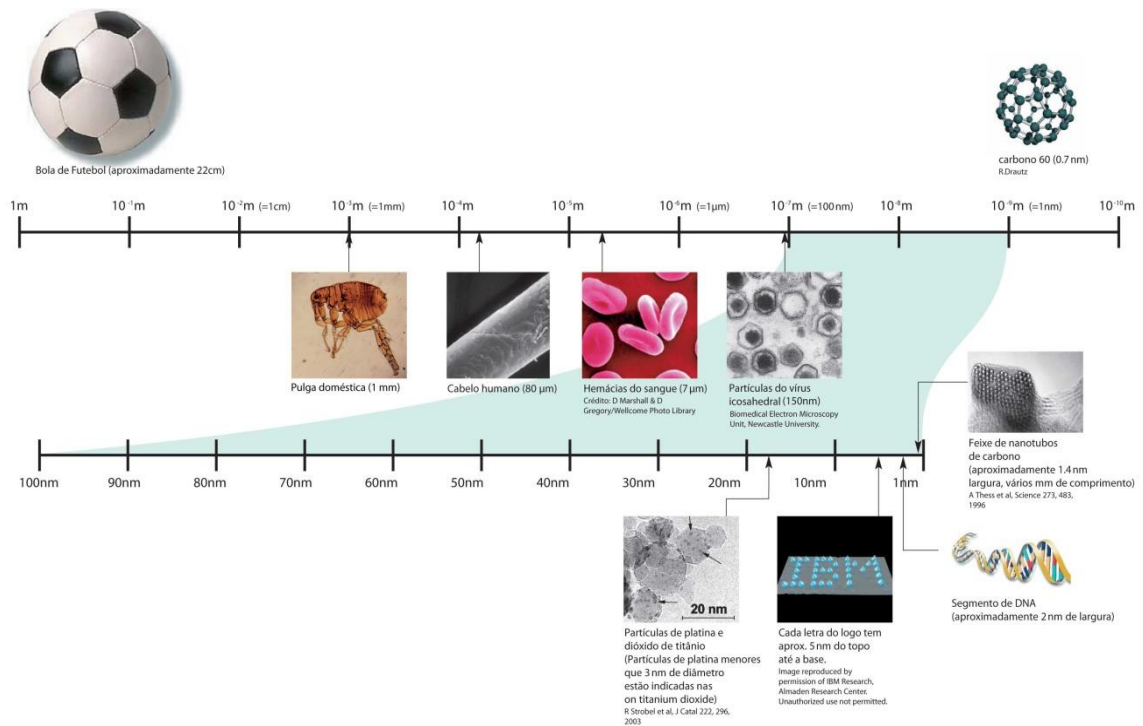 Bola de Futebol (aproximadamente 22cm)
carbono 60 (0.7 nm)
R.Drautz
1m
10⁻¹m
10⁻²m (=1cm)
10⁻³m (=1mm)
10⁻⁴m
10⁻⁵m
10⁻⁶m (=1μm)
10⁻⁷m (=100nm)
10⁻⁸m
10⁻⁹m (=1nm)
10⁻¹⁰m
Pulga doméstica (1 mm)
Cabelo humano (80 μm)
Hemácias do sangue (7 μm)
Crédito: D Marshall & D
Gregory/Wellcome Photo Library
Partículas do vírus
icosahedral (150nm)
Biomedical Electron Microscopy
Unit, Newcastle University.
Feixe de nanotubos
de carbono
(aproximadamente 1.4 nm
largura, vários mm de comprimento)
A Thess et al, Science 273, 483,
1996
100nm
90nm
80nm
70nm
60nm
50nm
40nm
30nm
20nm
10nm
1nm
20 nm
IBM
Partículas de platina e
dióxido de titânio
(Partículas de platina menores
que 3 nm de diâmetro
estão indicadas nas
on titanium dioxide)
R Strobel et al, J Catal 222, 296,
2003
Cada letra do logo tem
aprox. 5 nm do topo
até a base.
Image reproduced by
permission of IBM Research,
Almaden Research Center.
Unauthorized use not permitted.
Segmento de DNA
(aproximadamente 2 nm de largura)